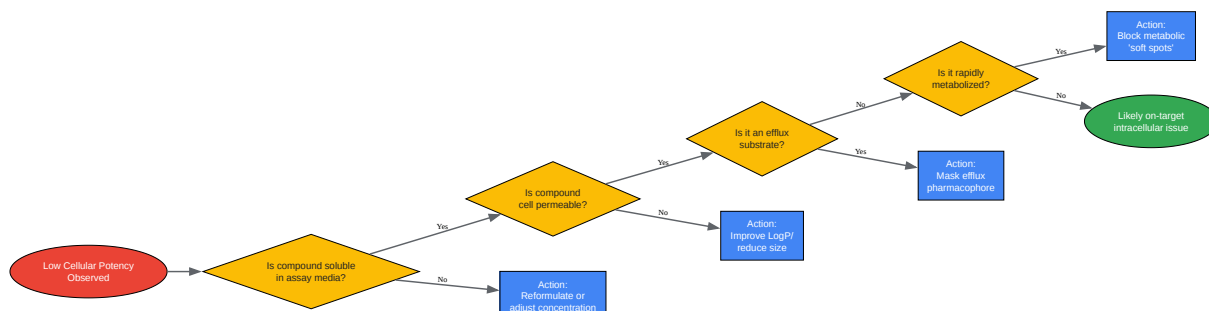 Low Cellular Potency
Observed
Is compound soluble
in assay media?
Yes
No
Action:
Reformulate or
adjust concentration
Is compound
cell permeable?
Yes
No
Action:
Improve LogP/
reduce size
Is it an efflux
substrate?
No
Yes
Action:
Mask efflux
pharmacophore
Is it rapidly
metabolized?
Yes
No
Action:
Block metabolic
'soft spots'
Likely on-target
intracellular issue